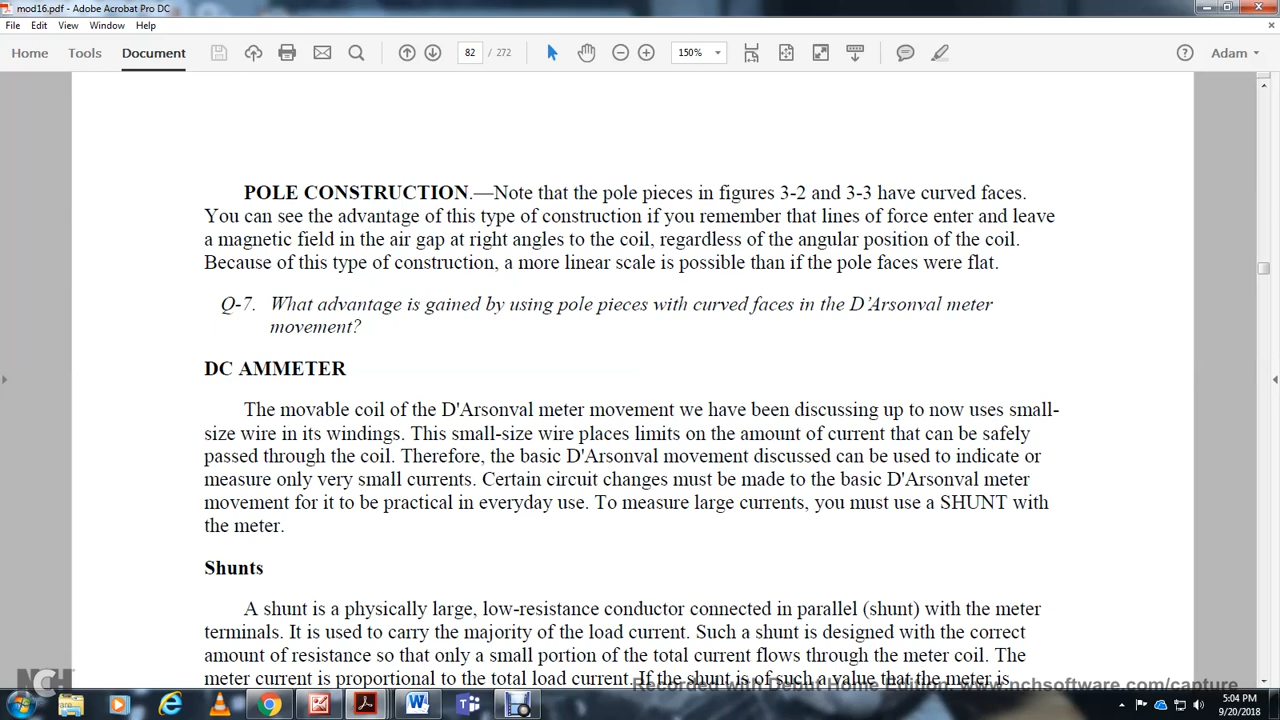 mod16.pdf - Adobe Acrobat Pro DC
File Edit View Window Help
Home Tools Document 82 / 272 150% Adam
POLE CONSTRUCTION.—Note that the pole pieces in figures 3-2 and 3-3 have curved faces.
You can see the advantage of this type of construction if you remember that lines of force enter and leave
a magnetic field in the air gap at right angles to the coil, regardless of the angular position of the coil.
Because of this type of construction, a more linear scale is possible than if the pole faces were flat.
Q-7. What advantage is gained by using pole pieces with curved faces in the D’Arsonval meter
movement?
DC AMMETER
The movable coil of the D'Arsonval meter movement we have been discussing up to now uses small-
size wire in its windings. This small-size wire places limits on the amount of current that can be safely
passed through the coil. Therefore, the basic D'Arsonval movement discussed can be used to indicate or
measure only very small currents. Certain circuit changes must be made to the basic D'Arsonval meter
movement for it to be practical in everyday use. To measure large currents, you must use a SHUNT with
the meter.
Shunts
A shunt is a physically large, low-resistance conductor connected in parallel (shunt) with the meter
terminals. It is used to carry the majority of the load current. Such a shunt is designed with the correct
amount of resistance so that only a small portion of the total current flows through the meter coil. The
meter current is proportional to the total load current. If the shunt is of such a value that the meter is
NCH
Recorded with Debut Home Edition. www.nchsoftware.com/capture
5:04 PM
9/20/2018